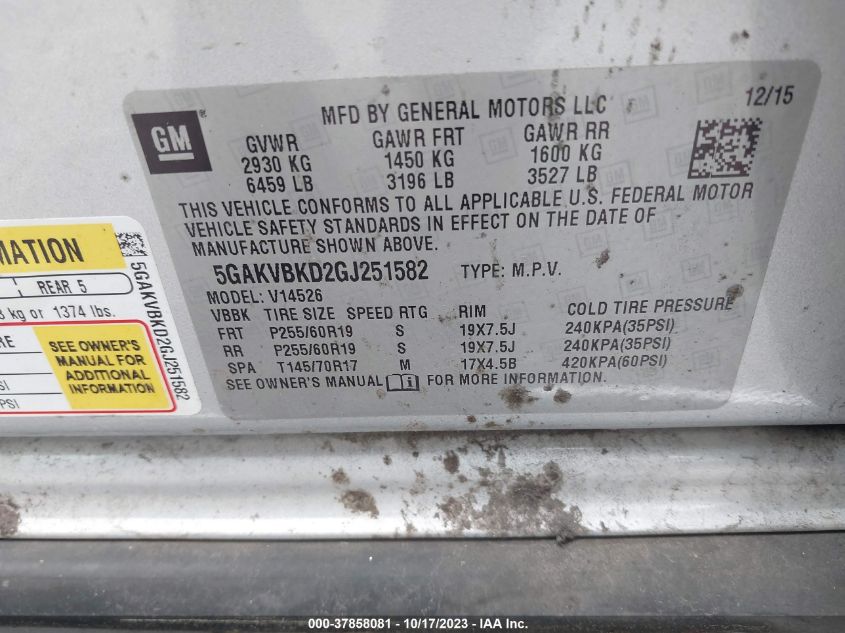 GM
®
MFD BY GENERAL MOTORS LLC
12/15
GVWR GAWR FRT GAWR RR
2930 KG 1450 KG 1600 KG
6459 LB 3196 LB 3527 LB
THIS VEHICLE CONFORMS TO ALL APPLICABLE U.S. FEDERAL MOTOR
VEHICLE SAFETY STANDARDS IN EFFECT ON THE DATE OF
MANUFACTURE SHOWN ABOVE.
5GAKVBKD2GJ251582 TYPE: M.P.V.
MODEL: V14526
VBBK TIRE SIZE SPEED RTG RIM COLD TIRE PRESSURE
FRT P255/60R19 S 19X7.5J 240KPA(35PSI)
RR P255/60R19 S 19X7.5J 240KPA(35PSI)
SPA T145/70R17 M 17X4.5B 420KPA(60PSI)
SEE OWNER'S MANUAL FOR MORE INFORMATION.
MATION
REAR 5
kg or 1374 lbs.
SEE OWNER'S
MANUAL FOR
ADDITIONAL
INFORMATION
5GAKVBKD2GJ251582
000-37858081 - 10/17/2023 - IAA Inc.